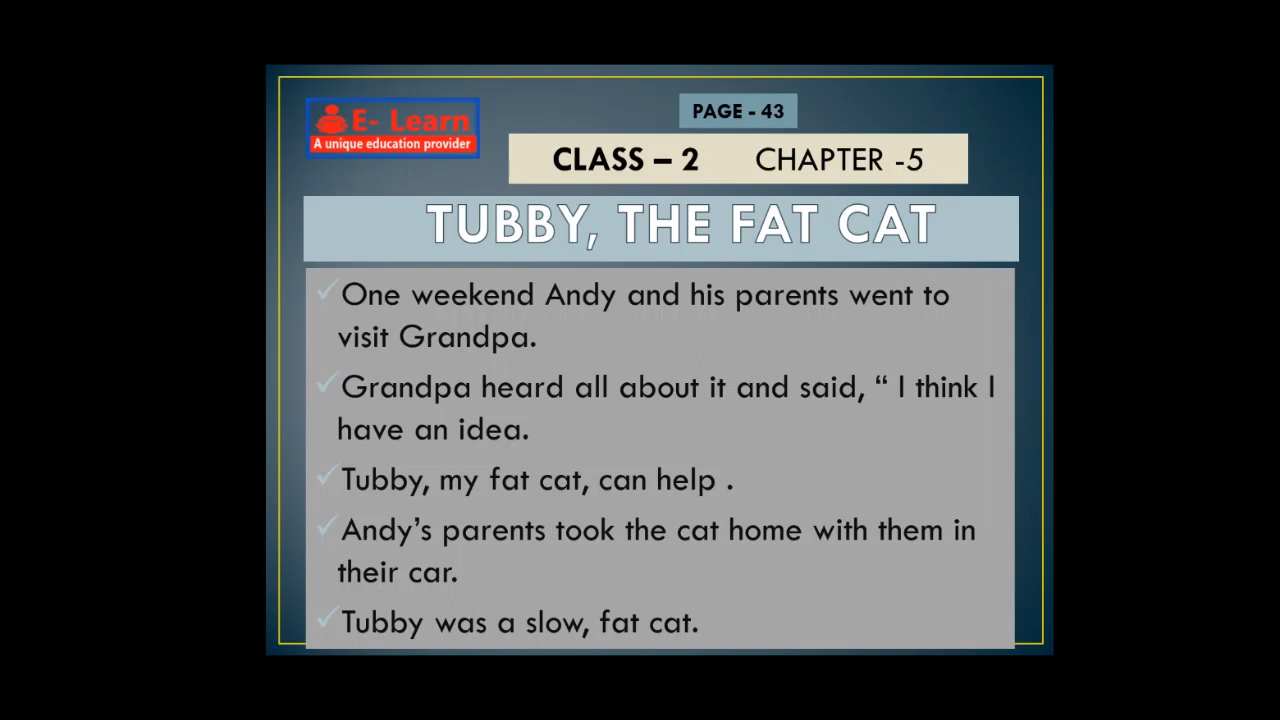 E- Learn
A unique education provider
PAGE - 43
CLASS – 2 CHAPTER -5
TUBBY, THE FAT CAT
✓One weekend Andy and his parents went to
visit Grandpa.
✓Grandpa heard all about it and said, “ I think I
have an idea.
✓Tubby, my fat cat, can help .
✓Andy’s parents took the cat home with them in
their car.
✓Tubby was a slow, fat cat.